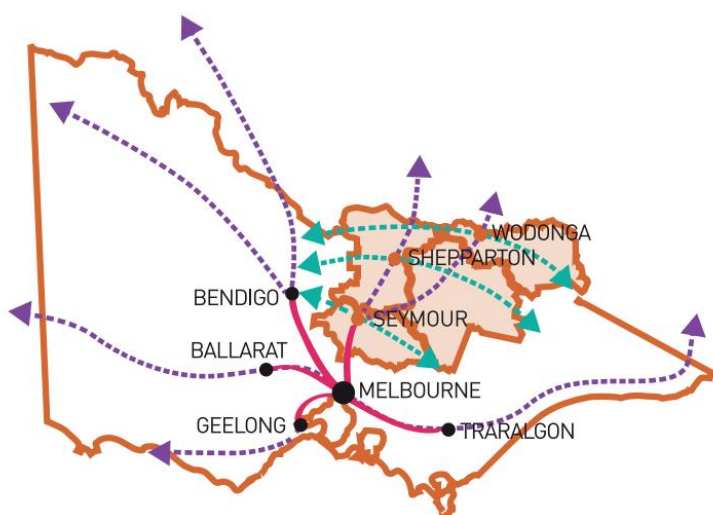 WODONGA
SHEPPARTON
BENDIGO
SEYMOUR
BALLARAT
MELBOURNE
GEELONG
TRARALGON